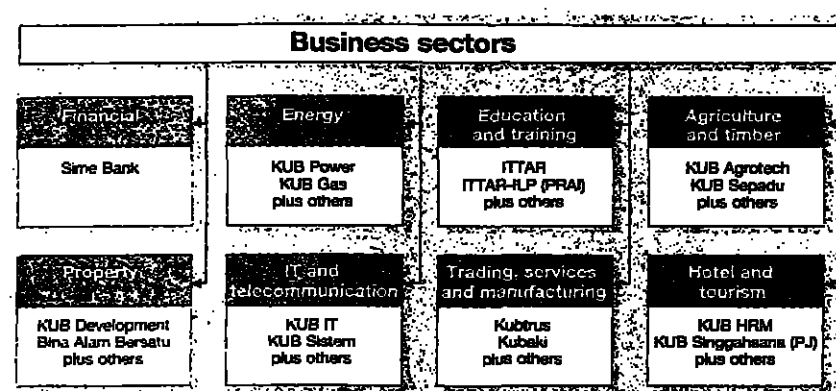 Business sectors
Financial
Sime Bank
Energy
KUB Power
KUB Gas
plus others
Education
and training
ITTAR
ITTAR-ILP (PRAI)
plus others
Agriculture
and timber
KUB Agrotech
KUB Sepadu
plus others
Property
KUB Development
Bina Alam Bersatu
plus others
IT and
telecommunication
KUB IT
KUB Sistem
plus others
Trading, services
and manufacturing
Kubtrus
Kubaki
plus others
Hotel and
tourism
KUB HRM
KUB Singgahsana (PJ)
plus others